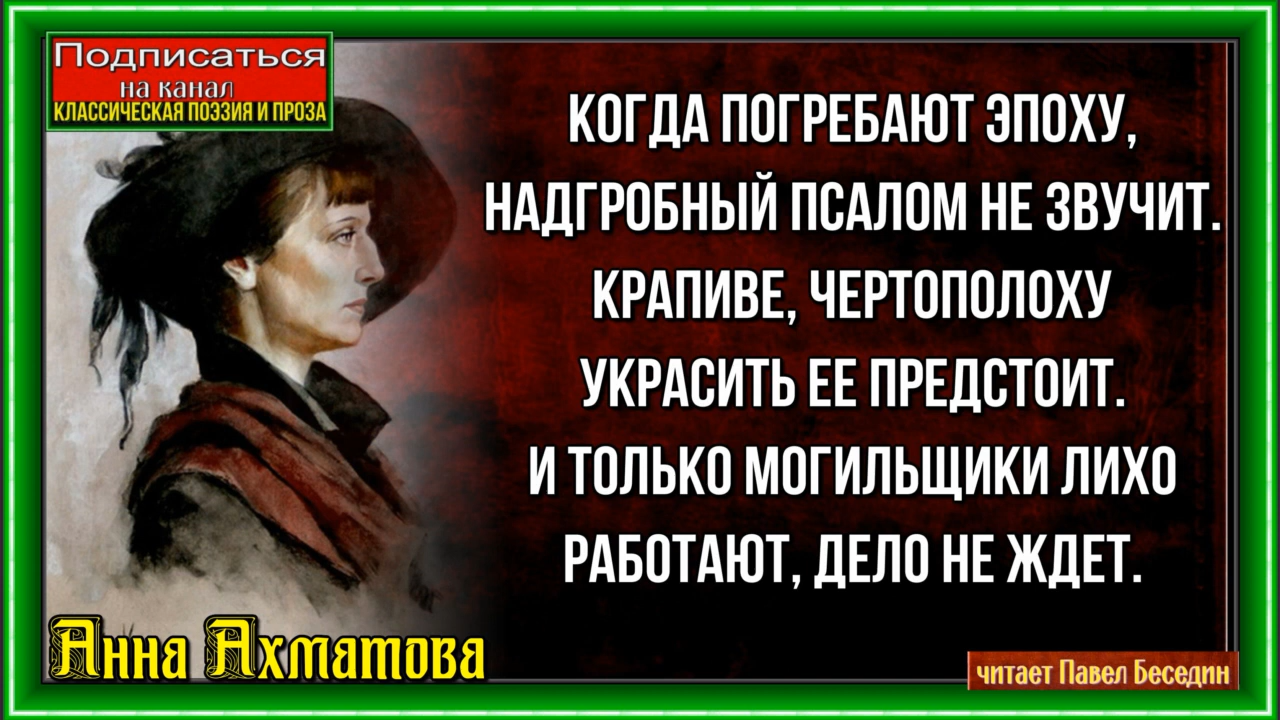 Подписаться
на канал
КЛАССИЧЕСКАЯ ПОЭЗИЯ И ПРОЗА
КОГДА ПОГРЕБАЮТ ЭПОХУ,
НАДГРОБНЫЙ ПСАЛОМ НЕ ЗВУЧИТ.
КРАПИВЕ, ЧЕРТОПОЛОХУ
УКРАСИТЬ ЕЕ ПРЕДСТОИТ.
И ТОЛЬКО МОГИЛЬЩИКИ ЛИХО
РАБОТАЮТ, ДЕЛО НЕ ЖДЕТ.
Анна Ахматова
читает Павел Беседин